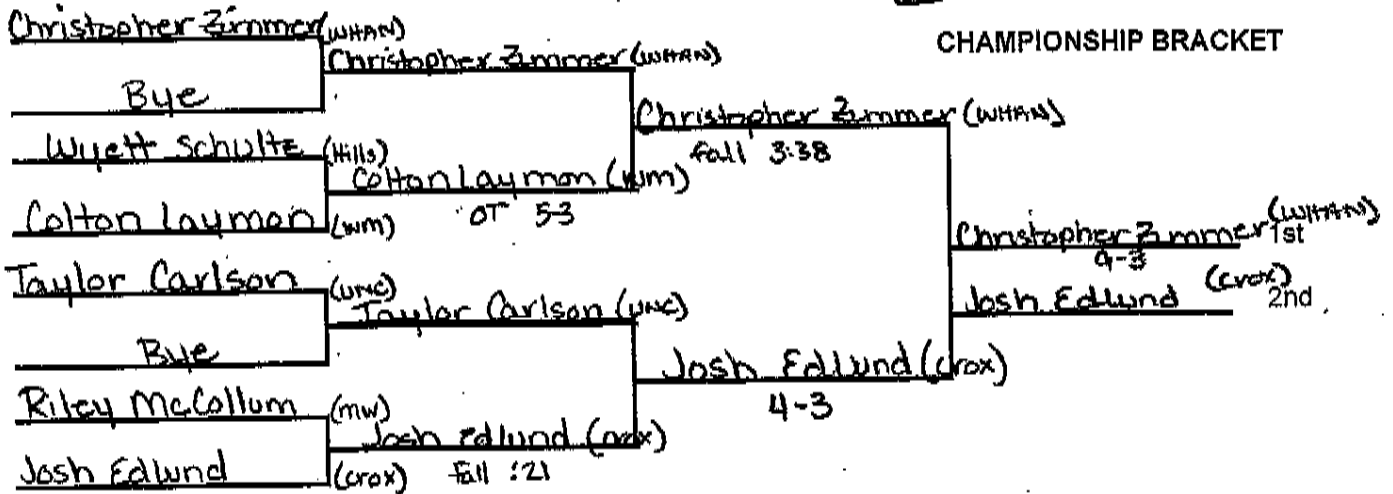 CHAMPIONSHIP BRACKET
Christopher Zimmer (WHAN)
Bye
Wyett Schultz (Hills)
Colton Laymon (wm)
Taylor Carlson (UNC)
Bye
Riley McCollum (mw)
Josh Edlund (crox)
Christopher Zimmer (WHAN)
Colton Laymon (wm)
OT 5-3
Taylor Carlson (UNC)
Josh Edlund (crox)
fall :21
Christopher Zimmer (WHAN)
fall 3:38
Josh Edlund (crox)
4-3
Christopher Zimmer (WHAN) 1st
4-3
Josh Edlund (crox) 2nd